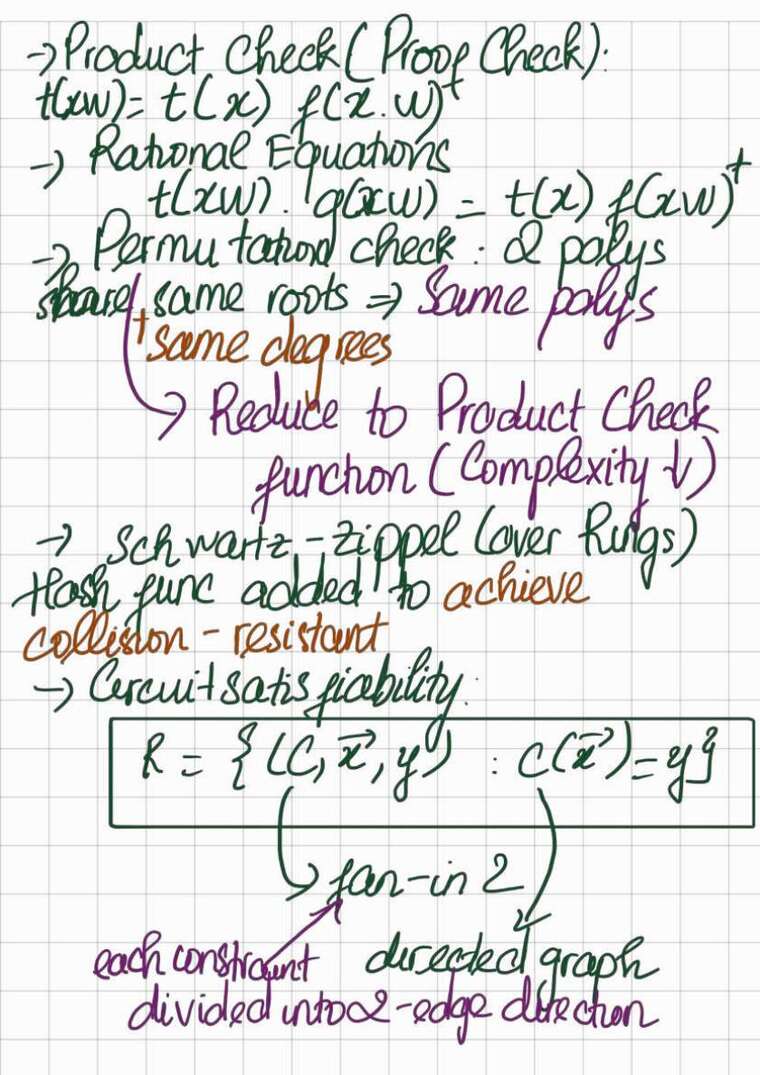 → Product Check (Proof Check):
t(xw) = t(x) f(x.w)^t
→ Rational Equations
t(xw). g(xw) = t(x) f(xw)^t
→ Permutation check : 2 polys
share same roots ⇒ Same polys
+ same degrees
→ Reduce to Product Check
function (Complexity ↓)
→ Schwartz-Zippel (over Rings)
Hash func added to achieve
collision-resistant
→ Circuit satisfiability:
R = { (C, x⃗, y) : C(x⃗) = y }
fan-in 2
each constraint directed graph
divided into 2-edge direction